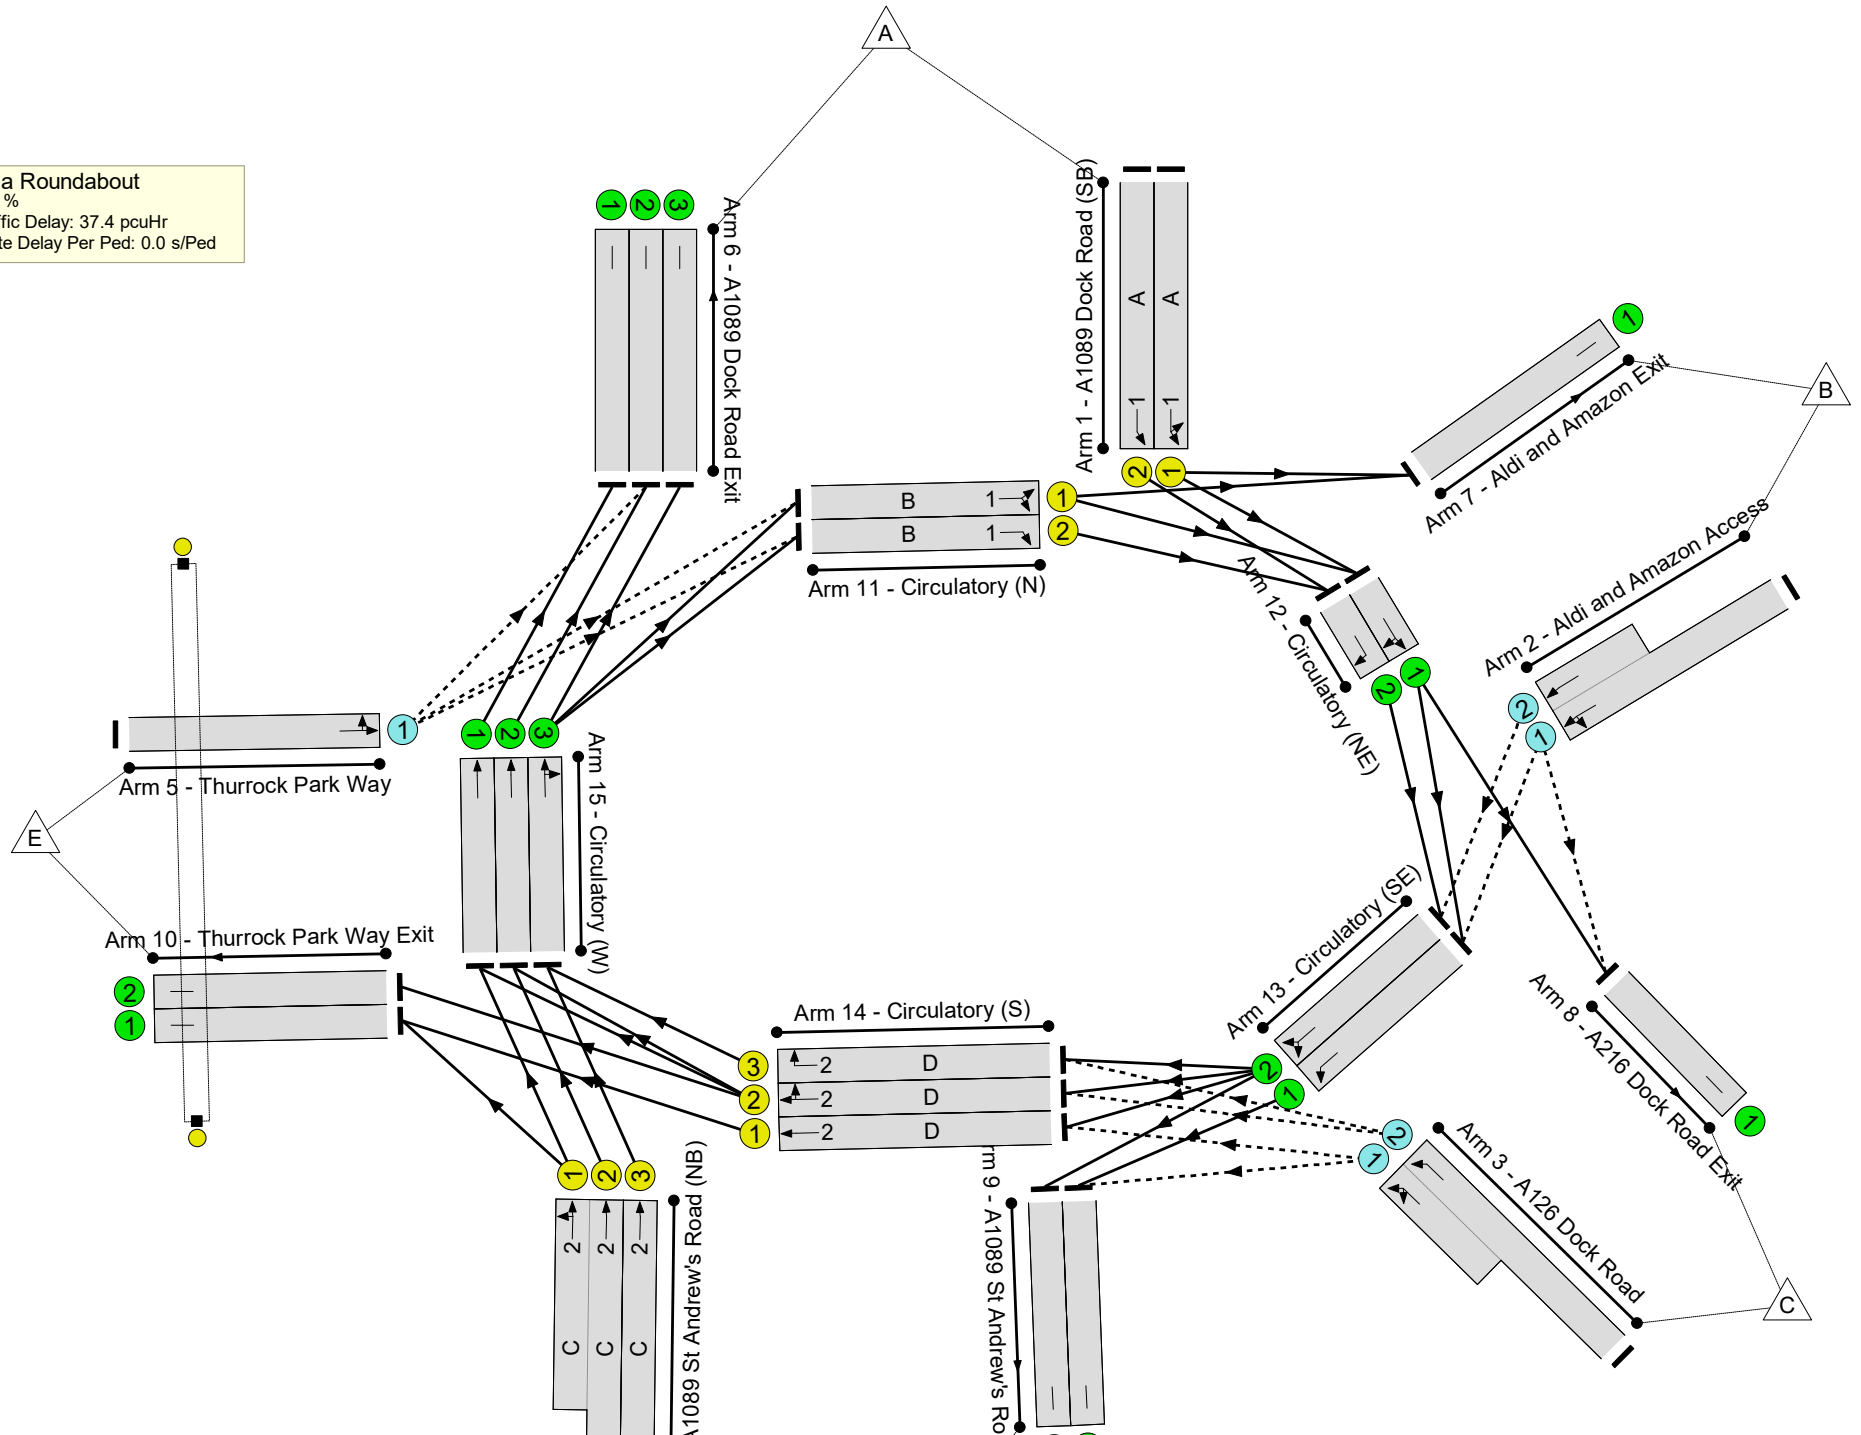 A
a Roundabout
%
ffic Delay: 37.4 pcuHr
te Delay Per Ped: 0.0 s/Ped
1 2 3
Arm 6 - A1089 Dock Road Exit
Arm 1 - A1089 Dock Road (SB)
A A
1 1
2 1
1
Arm 7 - Aldi and Amazon Exit
B
B 1 1
B 1 2
Arm 11 - Circulatory (N)
Arm 12 - Circulatory (NE)
2 1
Arm 2 - Aldi and Amazon Access
2
1
1
Arm 5 - Thurrock Park Way
E
1 2 3
Arm 15 - Circulatory (W)
Arm 10 - Thurrock Park Way Exit
2
1
Arm 13 - Circulatory (SE)
2
1
Arm 14 - Circulatory (S)
3 2 D
2 2 D
1 2 D
Arm 8 - A216 Dock Road Exit
1
2
1
Arm 3 - A126 Dock Road
C
1 2 3
2 2 2
C C C
A1089 St Andrew's Road (NB)
rm 9 - A1089 St Andrew's Ro